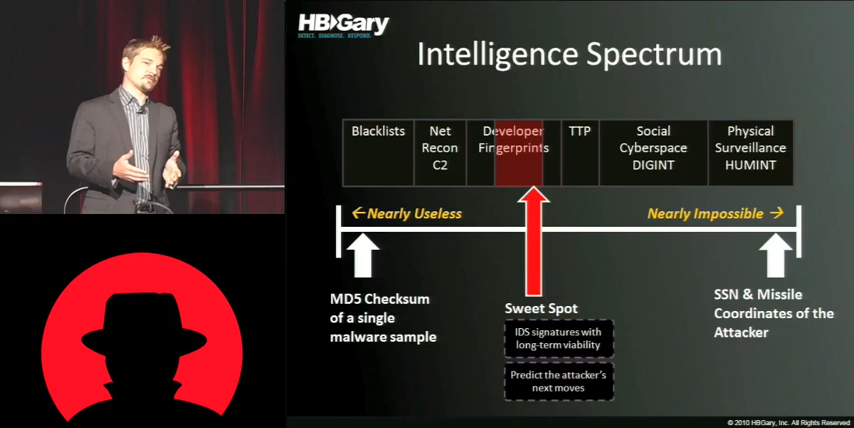 HBGary
DETECT. DIAGNOSE. RESPOND.
Intelligence Spectrum
Blacklists
Net
Recon
C2
Developer
Fingerprints
TTP
Social
Cyberspace
DIGINT
Physical
Surveillance
HUMINT
← Nearly Useless
Nearly Impossible →
MD5 Checksum
of a single
malware sample
Sweet Spot
IDS signatures with
long-term viability
Predict the attacker's
next moves
SSN & Missile
Coordinates of the
Attacker
© 2010 HBGary, Inc. All Rights Reserved